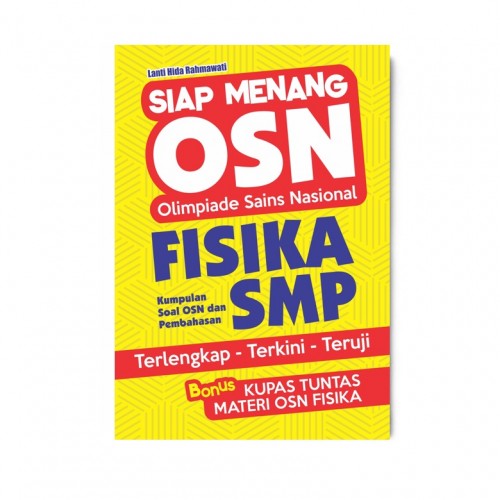 Lanti Hida Rahmawati
SIAP MENANG
OSN
Olimpiade Sains Nasional
FISIKA
Kumpulan
Soal OSN dan
Pembahasan
SMP
Terlengkap - Terkini - Teruji
Bonus KUPAS TUNTAS
MATERI OSN FISIKA